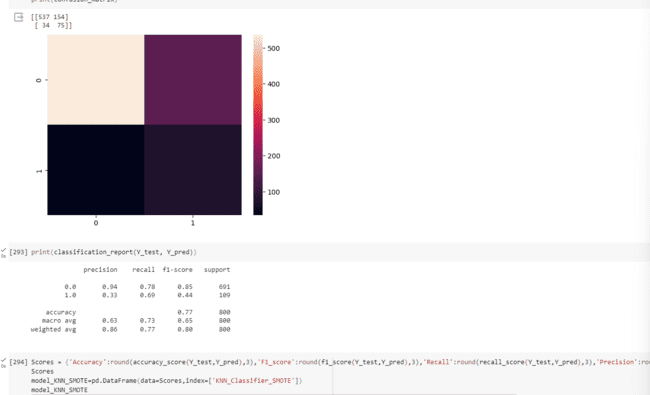 print(confusion_matrix)
[[537 154]
[ 34 75]]
500
400
300
200
100
0
1
0
1
[293] print(classification_report(Y_test, Y_pred))
precision recall f1-score support
0.0 0.94 0.78 0.85 691
1.0 0.33 0.69 0.44 109
accuracy 0.77 800
macro avg 0.63 0.73 0.65 800
weighted avg 0.86 0.77 0.80 800
[294] Scores = {'Accuracy':round(accuracy_score(Y_test,Y_pred),3),'F1_score':round(f1_score(Y_test,Y_pred),3),'Recall':round(recall_score(Y_test,Y_pred),3),'Precision':ro
Scores
model_KNN_SMOTE=pd.DataFrame(data=Scores,index=['KNN_Classifier_SMOTE'])
model_KNN_SMOTE